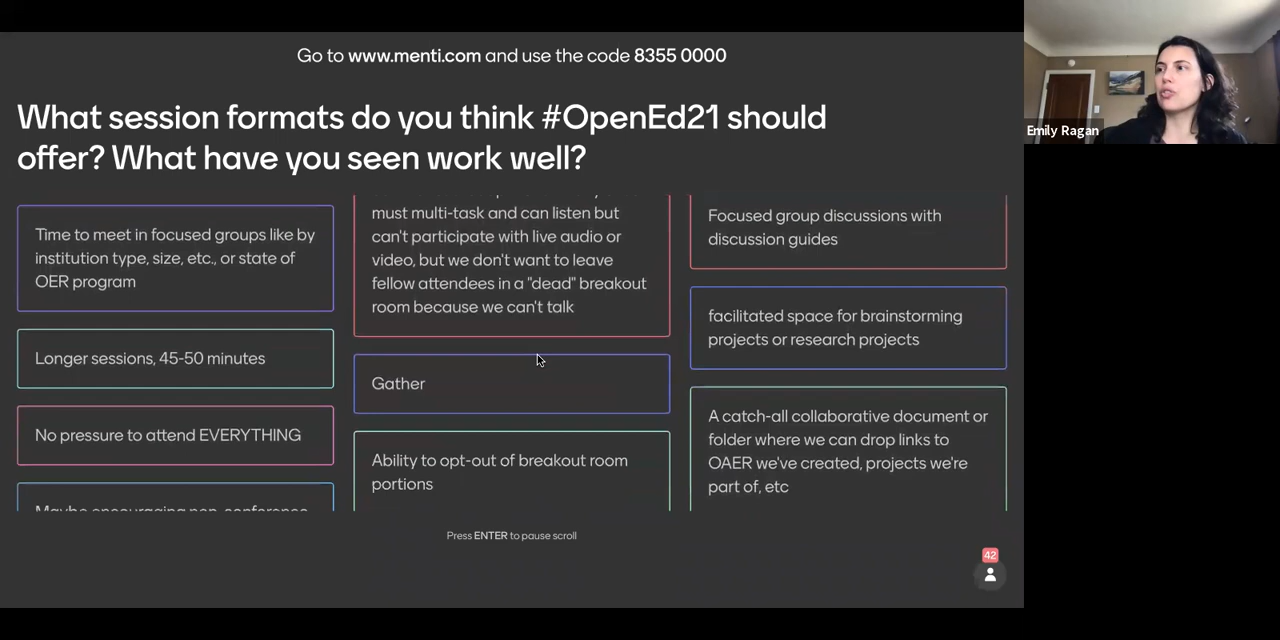 Go to www.menti.com and use the code 8355 0000
What session formats do you think #OpenEd21 should
offer? What have you seen work well?
Time to meet in focused groups like by
institution type, size, etc., or state of
OER program
Longer sessions, 45-50 minutes
No pressure to attend EVERYTHING
Maybe encouraging non-conference
must multi-task and can listen but
can't participate with live audio or
video, but we don't want to leave
fellow attendees in a "dead" breakout
room because we can't talk
Gather
Ability to opt-out of breakout room
portions
Focused group discussions with
discussion guides
facilitated space for brainstorming
projects or research projects
A catch-all collaborative document or
folder where we can drop links to
OAER we've created, projects we're
part of, etc
Press ENTER to pause scroll
42
Emily Ragan